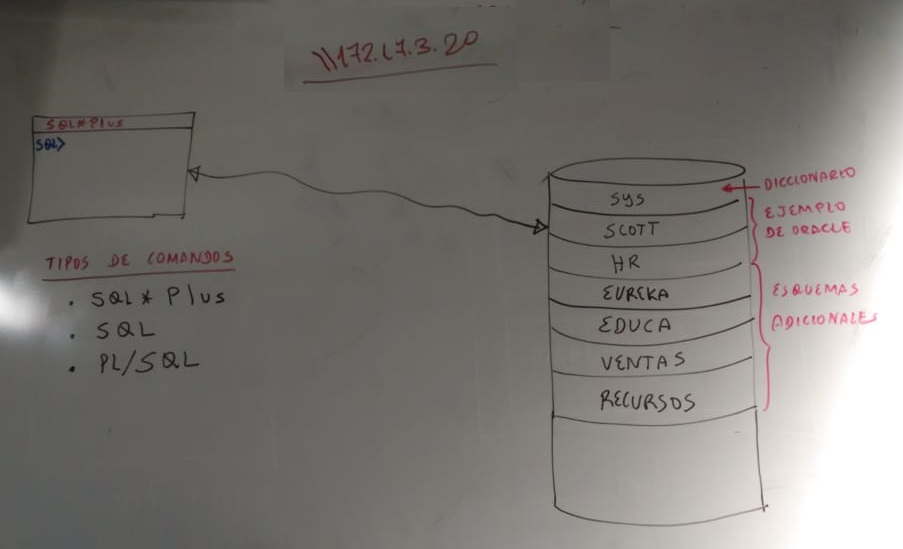 \\172.17.3.20
SQL*Plus
SQL>
TIPOS DE COMANDOS
· SQL * Plus
· SQL
· PL/SQL
SYS
SCOTT
HR
EUREKA
EDUCA
VENTAS
RECURSOS
DICCIONARIO
EJEMPLO
DE ORACLE
ESQUEMAS
ADICIONALES